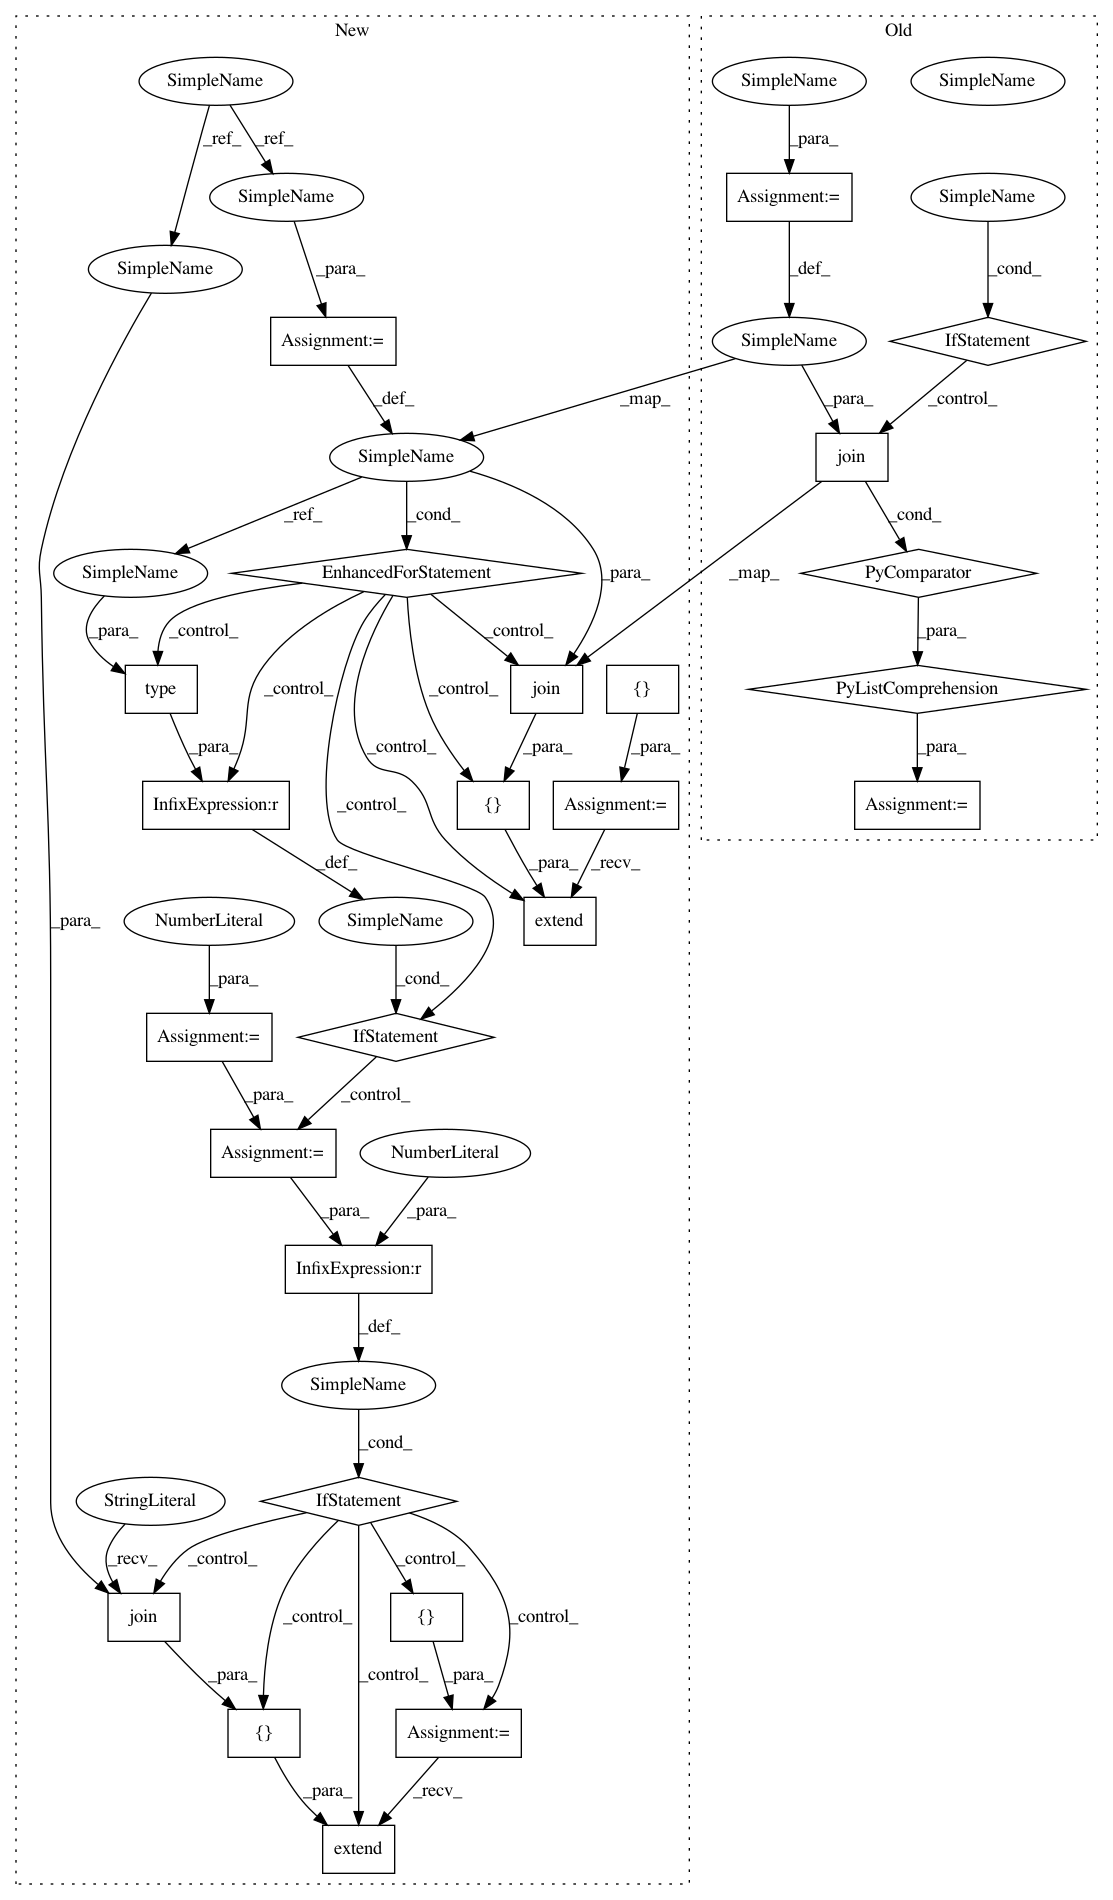 New
Old
SimpleName
SimpleName
SimpleName
_ref_
_ref_
_para_
SimpleName
Assignment:=
SimpleName
SimpleName
_para_
_def_
_cond_
Assignment:=
SimpleName
IfStatement
_def_
_map_
_para_
_control_
SimpleName
join
_ref_
_cond_
_cond_
SimpleName
EnhancedForStatement
_para_
_map_
PyComparator
_para_
_control_
_control_
_para_
type
join
{}
PyListComprehension
_para_
_control_
_control_
_control_
_para_
_para_
_para_
InfixExpression:r
_control_
{}
Assignment:=
Assignment:=
_def_
_para_
_recv_
NumberLiteral
SimpleName
extend
_para_
_para_
_cond_
Assignment:=
IfStatement
_para_
_control_
Assignment:=
NumberLiteral
_para_
_para_
InfixExpression:r
_def_
SimpleName
_cond_
StringLiteral
IfStatement
_recv_
_control_
_control_
join
_control_
{}
_control_
_para_
_control_
_para_
{}
Assignment:=
_para_
_recv_
extend